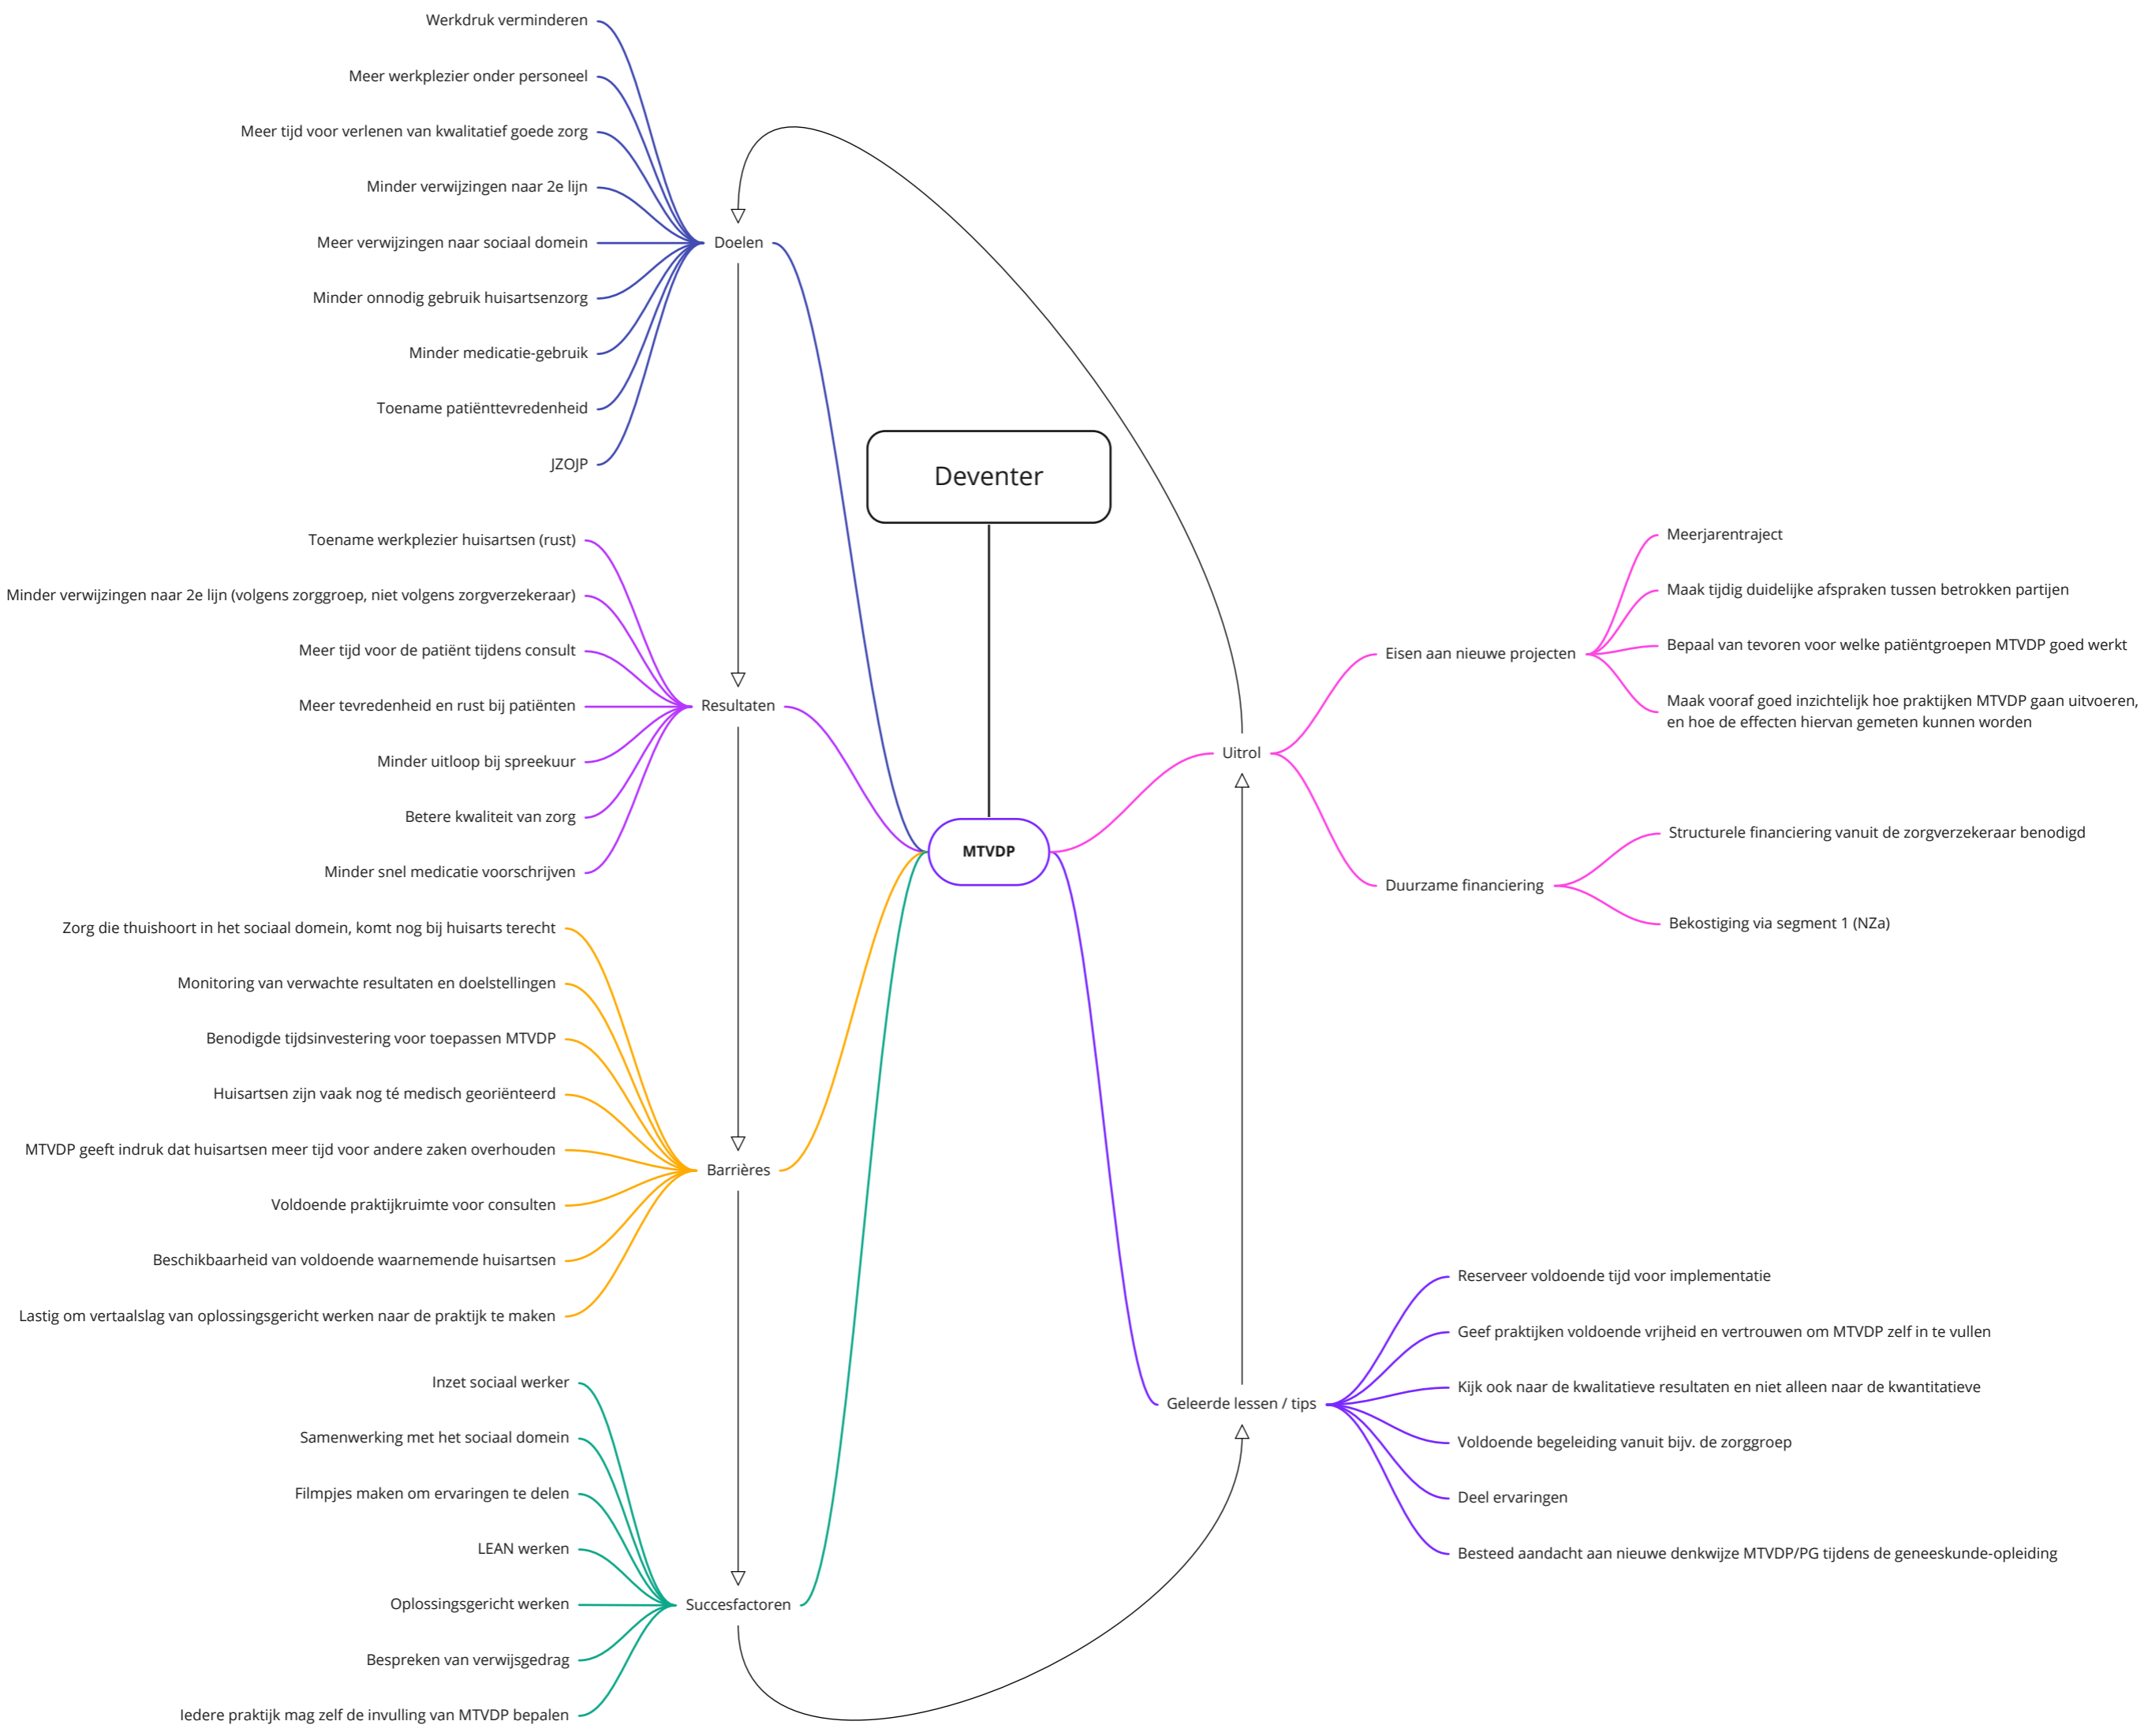 Werkdruk verminderen
Meer werkplezier onder personeel
Meer tijd voor verlenen van kwalitatief goede zorg
Minder verwijzingen naar 2e lijn
Meer verwijzingen naar sociaal domein
Minder onnodig gebruik huisartsenzorg
Minder medicatie-gebruik
Toename patiënttevredenheid
JZOJP
Doelen
Deventer
Toename werkplezier huisartsen (rust)
Minder verwijzingen naar 2e lijn (volgens zorggroep, niet volgens zorgverzekeraar)
Meer tijd voor de patiënt tijdens consult
Meer tevredenheid en rust bij patiënten
Minder uitloop bij spreekuur
Betere kwaliteit van zorg
Minder snel medicatie voorschrijven
Resultaten
MTVDP
Zorg die thuishoort in het sociaal domein, komt nog bij huisarts terecht
Monitoring van verwachte resultaten en doelstellingen
Benodigde tijdsinvestering voor toepassen MTVDP
Huisartsen zijn vaak nog té medisch georiënteerd
MTVDP geeft indruk dat huisartsen meer tijd voor andere zaken overhouden
Voldoende praktijkruimte voor consulten
Beschikbaarheid van voldoende waarnemende huisartsen
Lastig om vertaalslag van oplossingsgericht werken naar de praktijk te maken
Barrières
Inzet sociaal werker
Samenwerking met het sociaal domein
Filmpjes maken om ervaringen te delen
LEAN werken
Oplossingsgericht werken
Bespreken van verwijsgedrag
Iedere praktijk mag zelf de invulling van MTVDP bepalen
Succesfactoren
Uitrol
Eisen aan nieuwe projecten
Meerjarentraject
Maak tijdig duidelijke afspraken tussen betrokken partijen
Bepaal van tevoren voor welke patiëntgroepen MTVDP goed werkt
Maak vooraf goed inzichtelijk hoe praktijken MTVDP gaan uitvoeren,
en hoe de effecten hiervan gemeten kunnen worden
Duurzame financiering
Structurele financiering vanuit de zorgverzekeraar benodigd
Bekostiging via segment 1 (NZa)
Geleerde lessen / tips
Reserveer voldoende tijd voor implementatie
Geef praktijken voldoende vrijheid en vertrouwen om MTVDP zelf in te vullen
Kijk ook naar de kwalitatieve resultaten en niet alleen naar de kwantitatieve
Voldoende begeleiding vanuit bijv. de zorggroep
Deel ervaringen
Besteed aandacht aan nieuwe denkwijze MTVDP/PG tijdens de geneeskunde-opleiding